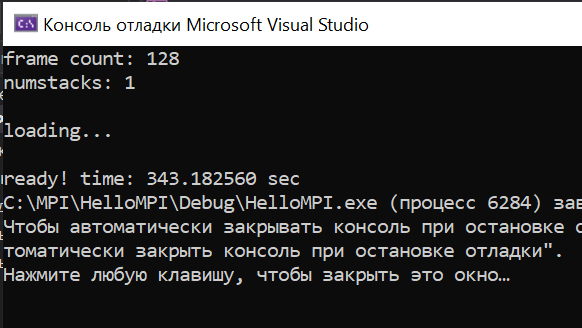 Консоль отладки Microsoft Visual Studio
frame count: 128
numstacks: 1
loading...
ready! time: 343.182560 sec
C:\MPI\HelloMPI\Debug\HelloMPI.exe (процесс 6284) зав
Чтобы автоматически закрывать консоль при остановке о
томатически закрыть консоль при остановке отладки".
Нажмите любую клавишу, чтобы закрыть это окно…